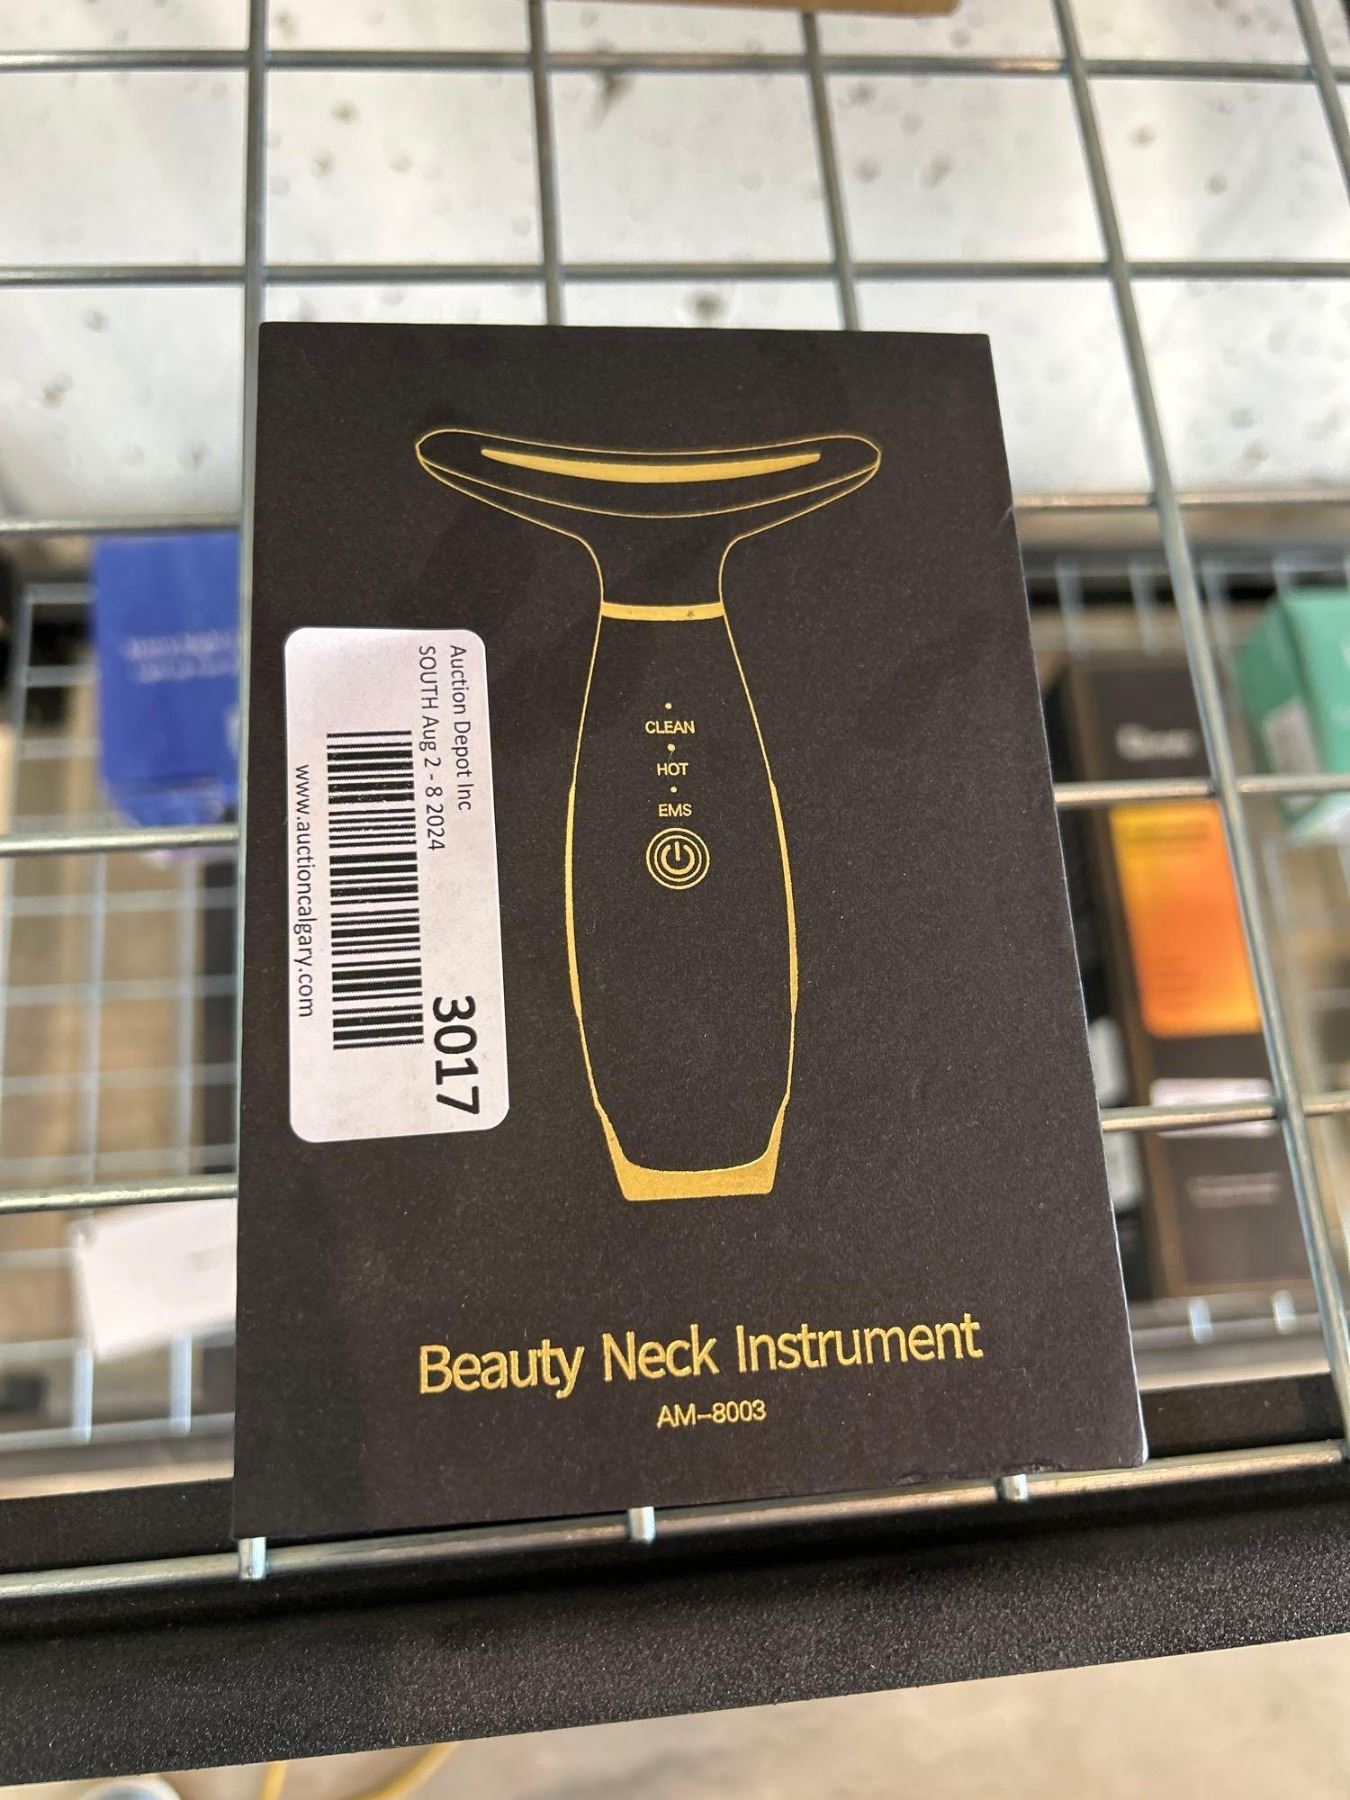 Auction Depot Inc
SOUTH Aug 2 - 8 2024
3017
www.auctioncalgary.com
CLEAN
HOT
EMS
Beauty Neck Instrument
AM-8003